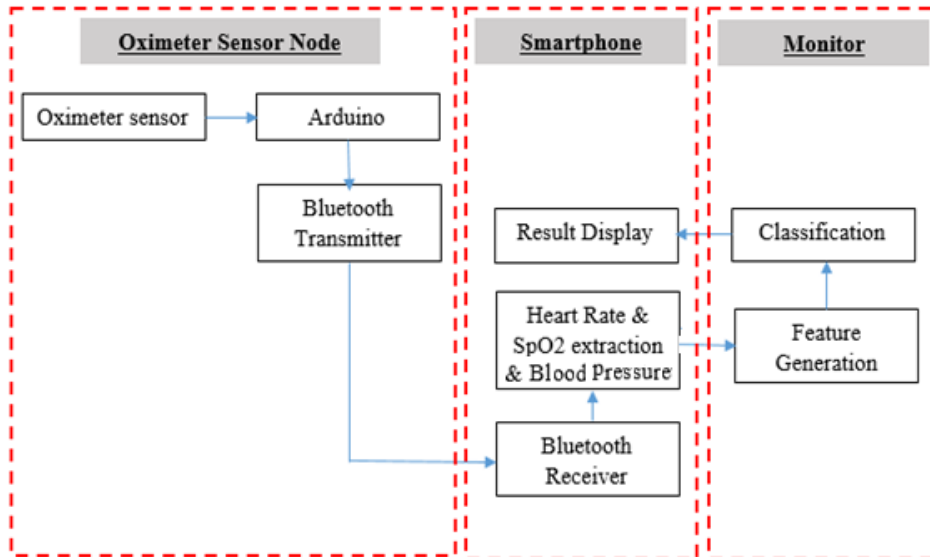 Oximeter Sensor Node
Smartphone
Monitor
Oximeter sensor
Arduino
Bluetooth
Transmitter
Result Display
Classification
Heart Rate &
SpO2 extraction
& Blood pressure
Feature
Generation
Bluetooth
Receiver